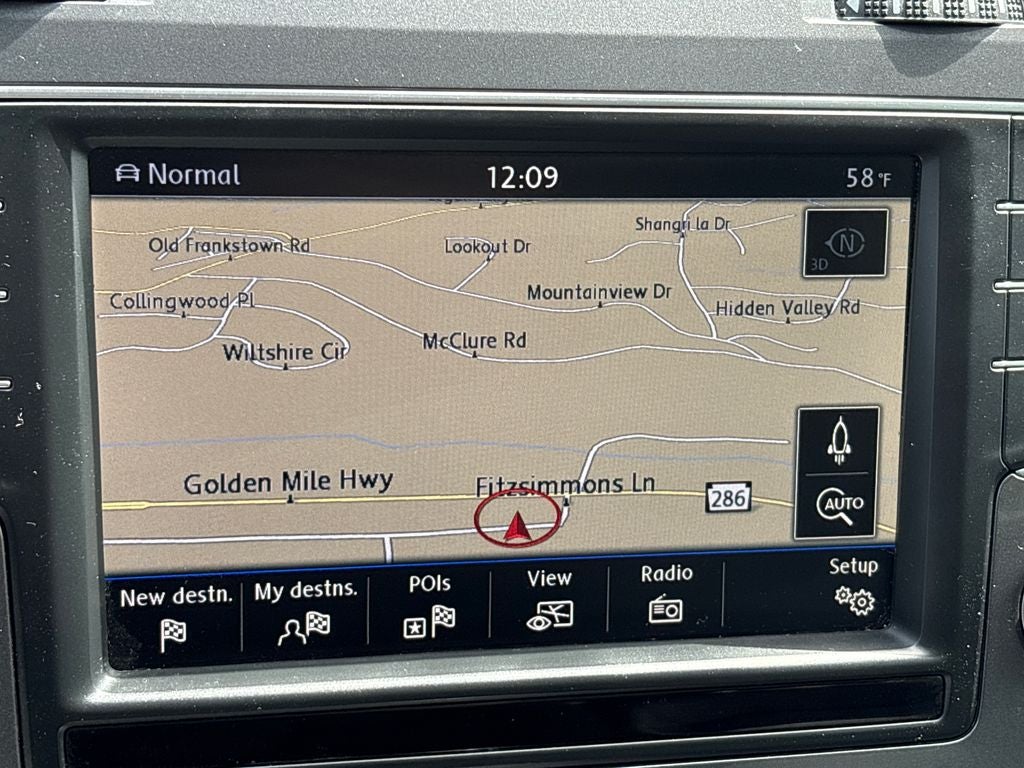 Normal
12:09
58°F
Shangri la Dr
Old Frankstown Rd
Lookout Dr
N
3D
Mountainview Dr
Collingwood Pl
Hidden Valley Rd
McClure Rd
Wiltshire Cir
Golden Mile Hwy
Fitzsimmons Ln
286
AUTO
New destn.
My destns.
POIs
View
Radio
Setup